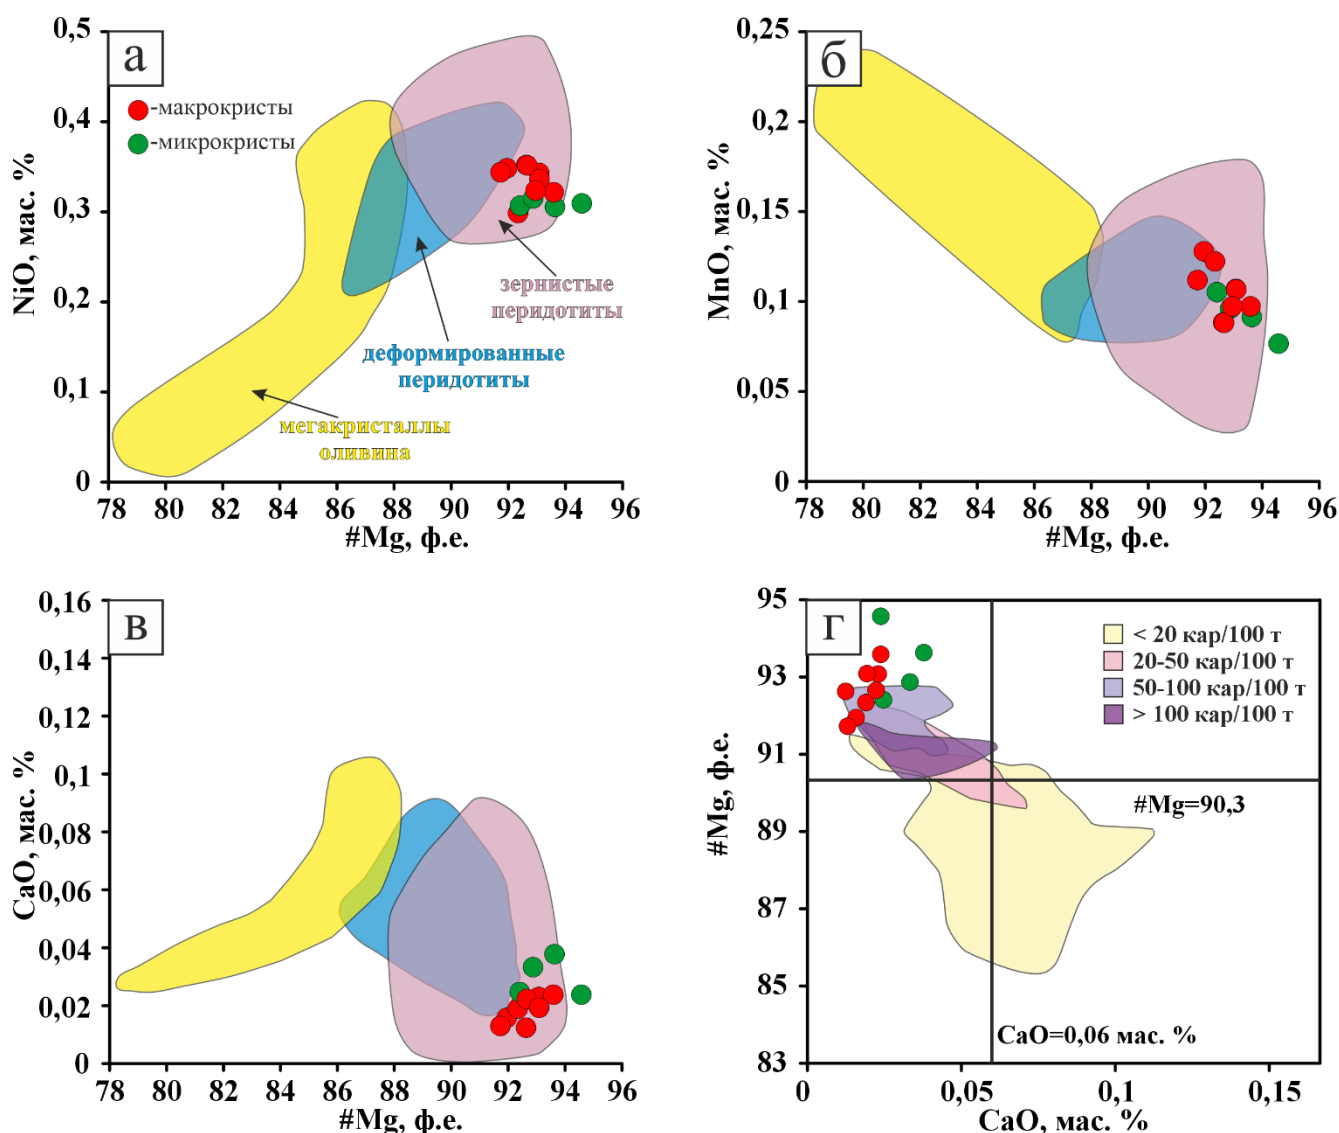 а
-макрокристы
-микрокристы
0,5
0,4
0,3
0,2
0,1
0
NiO, мас. %
зернистые
перидотиты
деформированные
перидотиты
мегакристаллы
оливина
78 80 82 84 86 88 90 92 94 96
#Mg, ф.е.
б
0,25
0,2
0,15
0,1
0,05
0
MnO, мас. %
78 80 82 84 86 88 90 92 94 96
#Mg, ф.е.
в
0,16
0,14
0,12
0,1
0,08
0,06
0,04
0,02
0
CaO, мас. %
78 80 82 84 86 88 90 92 94 96
#Mg, ф.е.
г
95
93
91
89
87
85
83
#Mg, ф.е.
< 20 кар/100 т
20-50 кар/100 т
50-100 кар/100 т
> 100 кар/100 т
#Mg=90,3
CaO=0,06 мас. %
0 0,05 0,1 0,15
CaO, мас. %